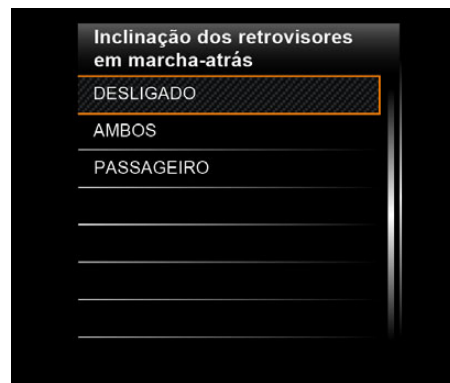 Inclinação dos retrovisores
em marcha-atrás
DESLIGADO
AMBOS
PASSAGEIRO